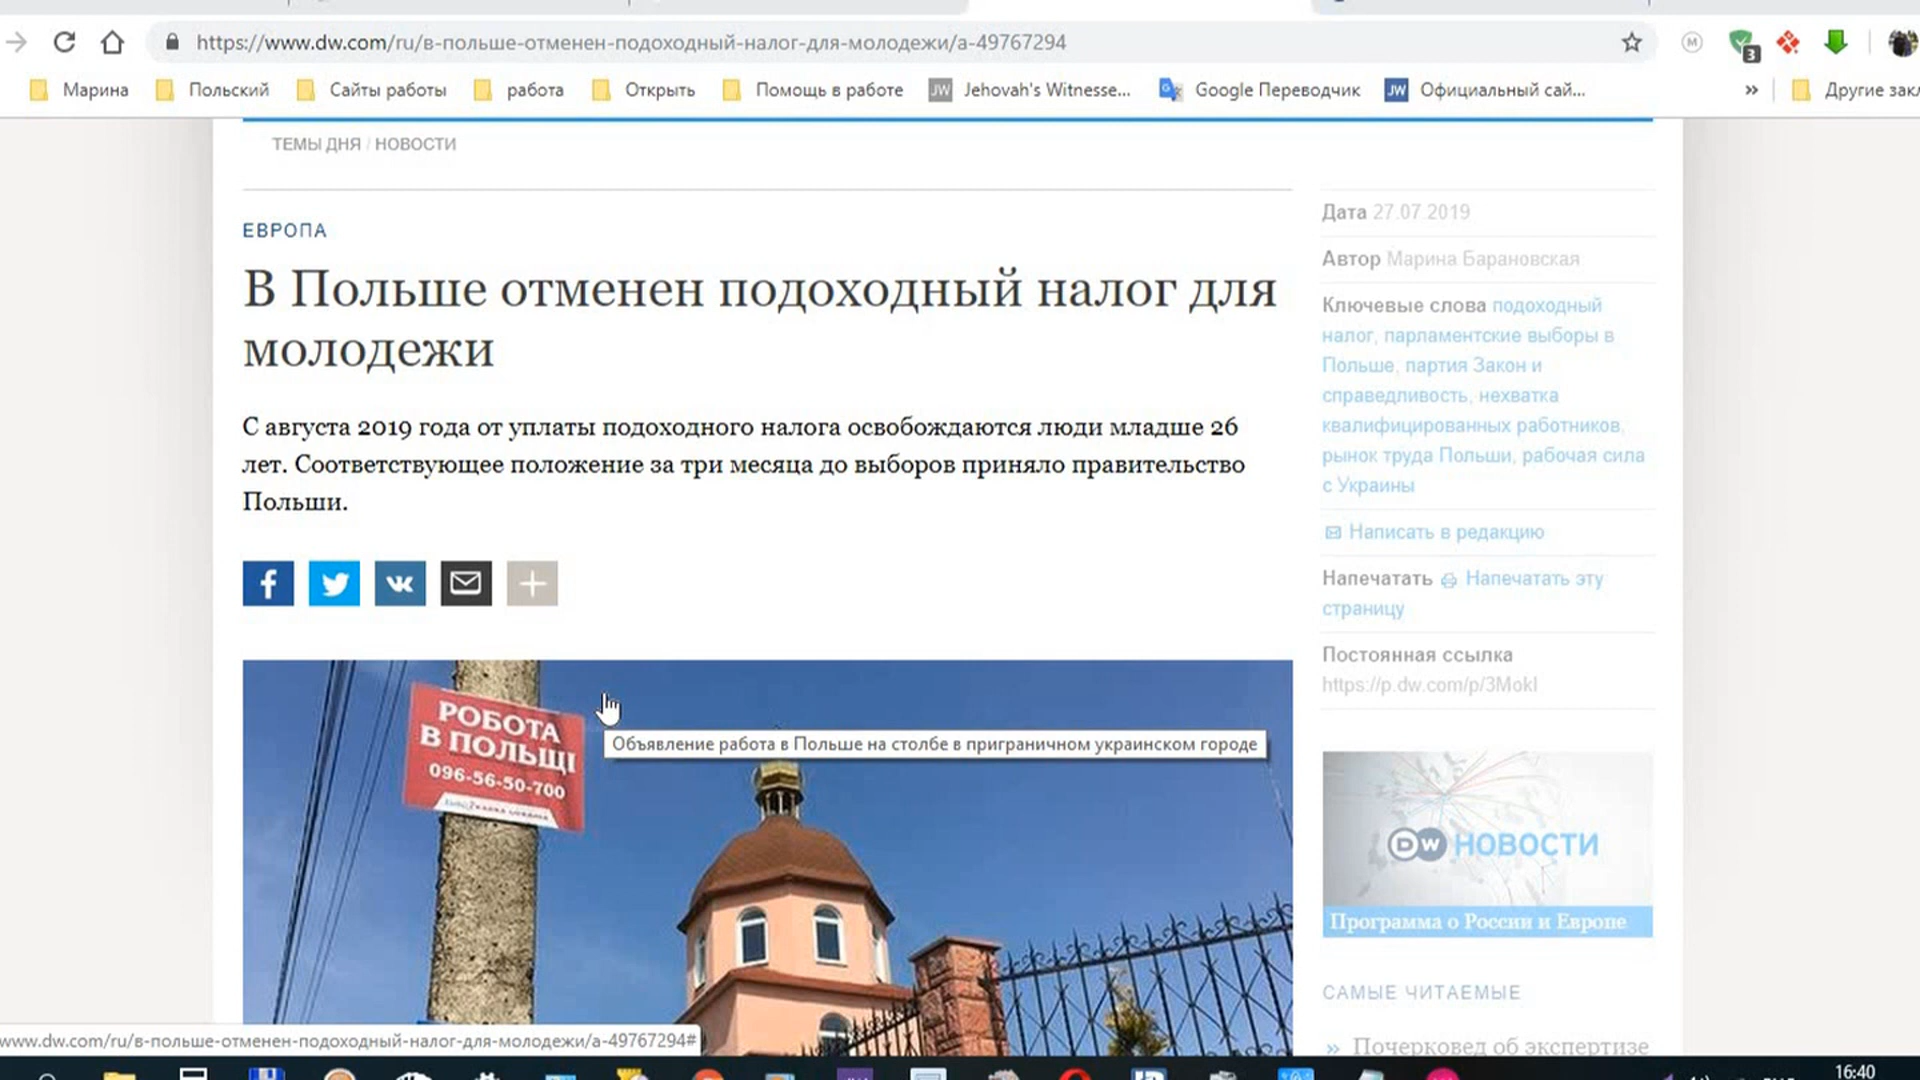 https://www.dw.com/ru/в-польше-отменен-подоходный-налог-для-молодежи/a-49767294
M
3
Марина
Польский
Сайты работы
работа
Открыть
Помощь в работе
JW Jehovah's Witnesse...
Google Переводчик
JW Официальный сай...
»
Другие закл
ТЕМЫ ДНЯ / НОВОСТИ
ЕВРОПА
В Польше отменен подоходный налог для
молодежи
С августа 2019 года от уплаты подоходного налога освобождаются люди младше 26
лет. Соответствующее положение за три месяца до выборов приняло правительство
Польши.
РОБОТА
В ПОЛЬЩІ
096-56-50-700
Объявление работа в Польше на столбе в приграничном украинском городе
Дата 27.07.2019
Автор Марина Барановская
Ключевые слова подоходный
налог, парламентские выборы в
Польше, партия Закон и
справедливость, нехватка
квалифицированных работников,
рынок труда Польши, рабочая сила
с Украины
Написать в редакцию
Напечатать Напечатать эту
страницу
Постоянная ссылка
https://p.dw.com/p/3MokI
DW НОВОСТИ
Программа о России и Европе
САМЫЕ ЧИТАЕМЫЕ
» Почерковед об экспертизе
www.dw.com/ru/в-польше-отменен-подоходный-налог-для-молодежи/a-49767294#
16:40